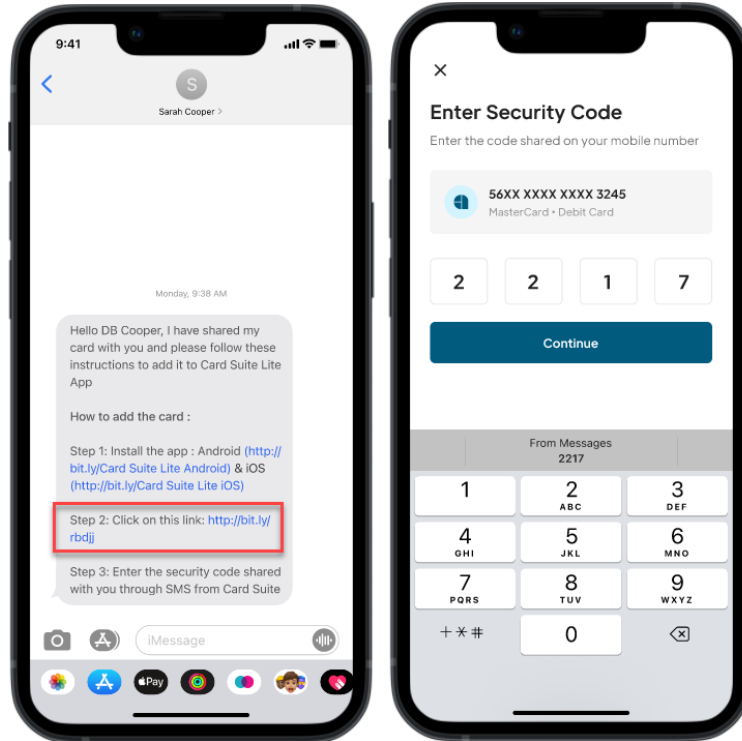 9:41
S
Sarah Cooper >
Monday, 9:38 AM
Hello DB Cooper, I have shared my
card with you and please follow these
instructions to add it to Card Suite Lite
App
How to add the card :
Step 1: Install the app : Android (http://
bit.ly/Card Suite Lite Android) & iOS
(http://bit.ly/Card Suite Lite iOS)
Step 2: Click on this link: http://bit.ly/
rbdjj
Step 3: Enter the security code shared
with you through SMS from Card Suite
iMessage
Pay
Enter Security Code
Enter the code shared on your mobile number
56XX XXXX XXXX 3245
MasterCard • Debit Card
2 2 1 7
Continue
From Messages
2217
1 2 3
ABC DEF
4 5 6
GHI JKL MNO
7 8 9
PQRS TUV WXYZ
+ * # 0